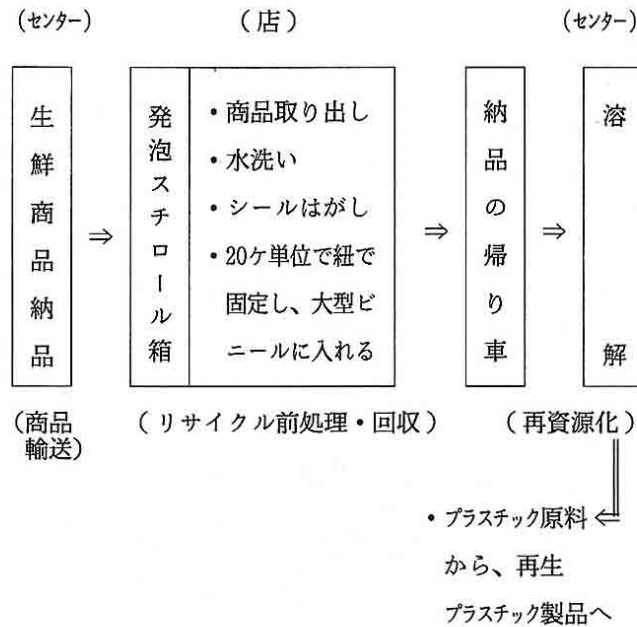 (センター)
(店)
(センター)
生鮮商品納品
⇒
発泡スチロール箱
・商品取り出し
・水洗い
・シールはがし
・20ケ単位で紐で
固定し、大型ビ
ニールに入れる
⇒
納品の帰り車
⇒
溶解
(商品
輸送)
(リサイクル前処理・回収)
(再資源化)
・プラスチック原料
から、再生
プラスチック製品へ